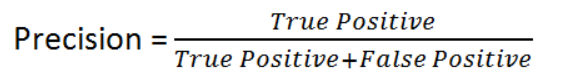 True Positive
Precision =
True Positive+False Positive